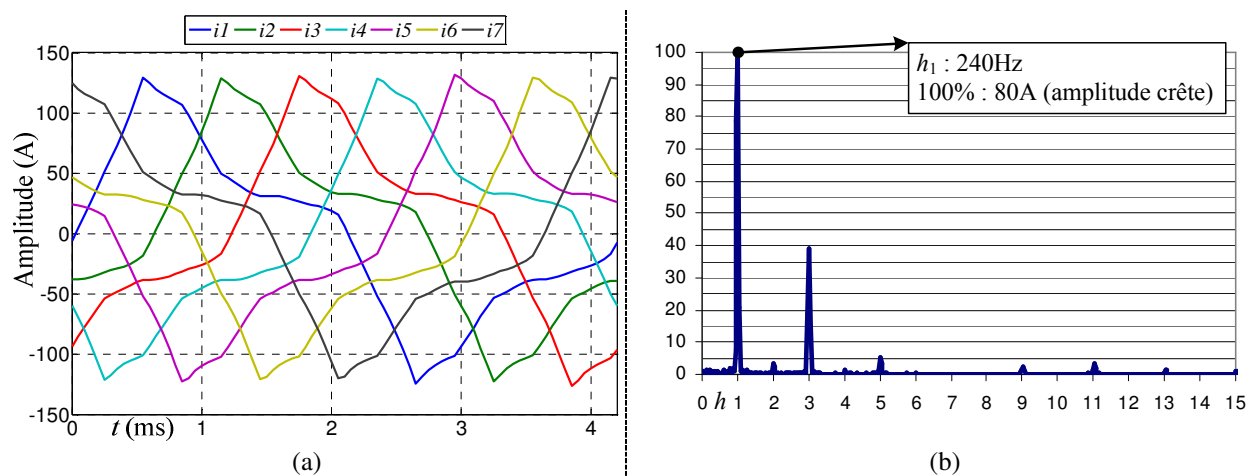 i1 i2 i3 i4 i5 i6 i7
Amplitude (A)
150
100
50
0
-50
-100
-150
0 1 2 3 4
t (ms)
(a)
100
90
80
70
60
50
40
30
20
10
0
h1 : 240Hz
100% : 80A (amplitude crête)
0 h 1 2 3 4 5 6 7 8 9 10 11 12 13 14 15
(b)